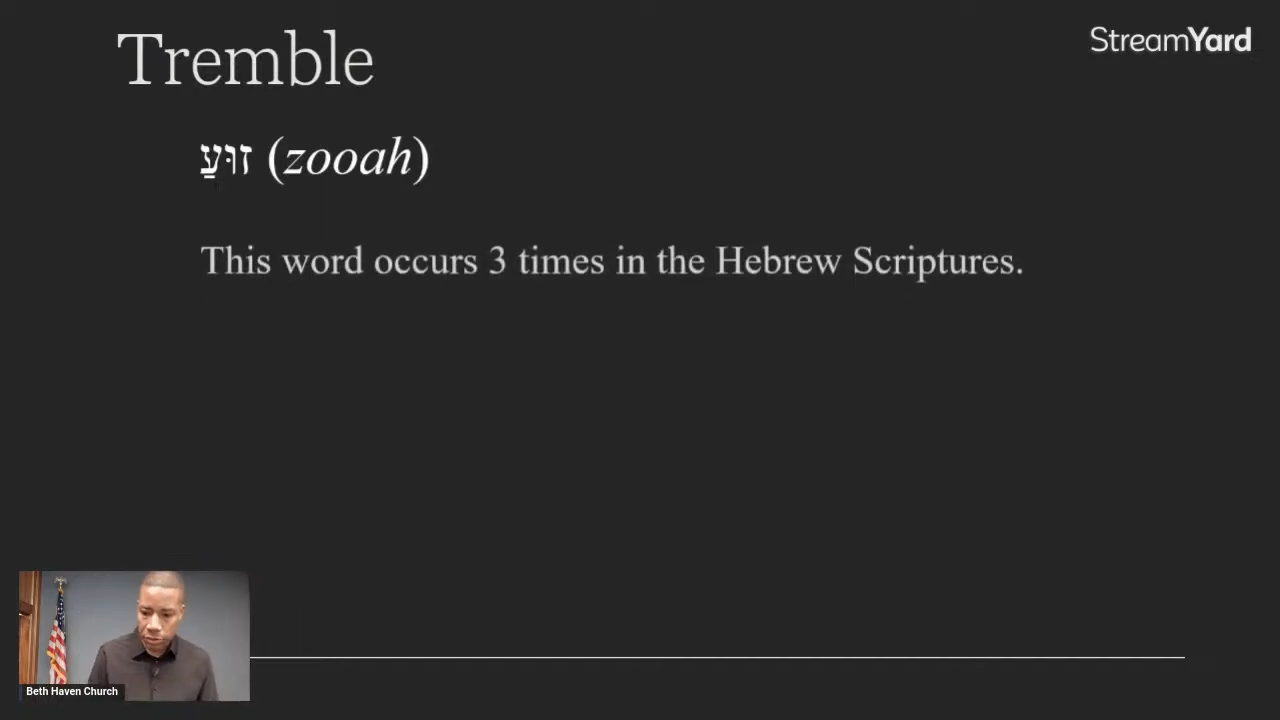 Tremble
StreamYard
זוּעַ (zooah)
This word occurs 3 times in the Hebrew Scriptures.
Beth Haven Church